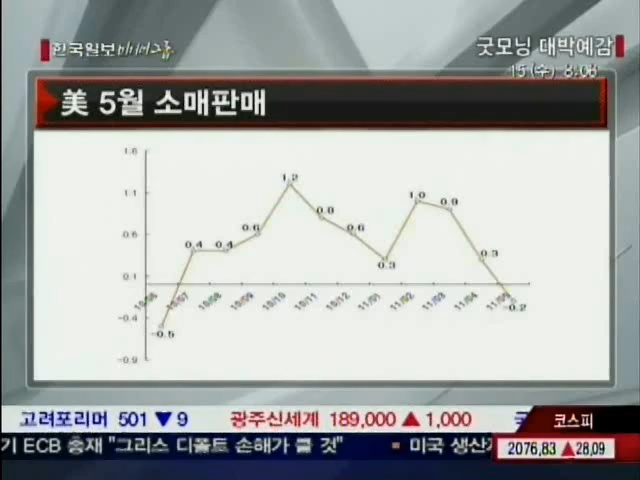 한국일보미디어그룹
굿모닝 대박예감
15(수) 8:06
美 5월 소매판매
1.6
1.1
0.6
0.1
-0.4
-0.9
-0.5 0.4 0.4 0.6 1.2 0.8 0.6 0.3 1.0 0.9 0.3 -0.2
10/06 10/07 10/08 10/09 10/10 10/11 10/12 11/01 11/02 11/03 11/04 11/05
고려포리머 501 ▼ 9 광주신세계 189,000 ▲ 1,000
코스피
기 ECB 총재 "그리스 디폴트 손해가 클 것" ▪ 미국 생산
2076,83 ▲28,09